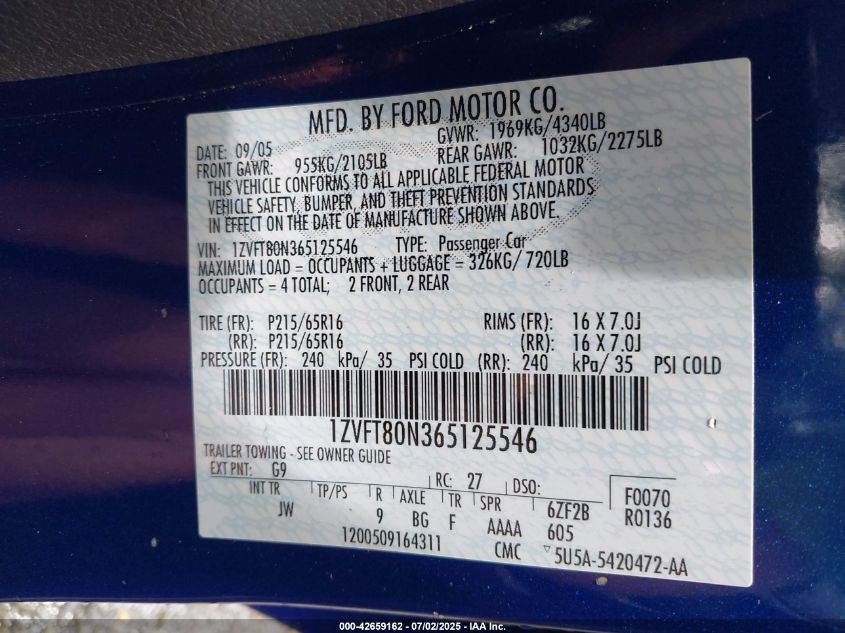 MFD. BY FORD MOTOR CO.
DATE: 09/05 GVWR: 1969KG/4340LB
FRONT GAWR: 955KG/2105LB REAR GAWR: 1032KG/2275LB
THIS VEHICLE CONFORMS TO ALL APPLICABLE FEDERAL MOTOR
VEHICLE SAFETY, BUMPER, AND THEFT PREVENTION STANDARDS
IN EFFECT ON THE DATE OF MANUFACTURE SHOWN ABOVE.
VIN: 1ZVFT80N365125546 TYPE: Passenger Car
MAXIMUM LOAD = OCCUPANTS + LUGGAGE = 326KG/ 720LB
OCCUPANTS = 4 TOTAL; 2 FRONT, 2 REAR
TIRE (FR): P215/65R16 RIMS (FR): 16 X 7.0J
(RR): P215/65R16 (RR): 16 X 7.0J
PRESSURE (FR): 240 kPa/ 35 PSI COLD (RR): 240 kPa/ 35 PSI COLD
1ZVFT80N365125546
TRAILER TOWING - SEE OWNER GUIDE
EXT PNT: G9 RC: 27 DSO: F0070
INT TR TP/PS R AXLE TR SPR 6ZF2B R0136
JW 9 BG F AAAA 605
1200509164311 CMC ▽5U5A-5420472-AA
000-42659162 - 07/02/2025 - IAA Inc.